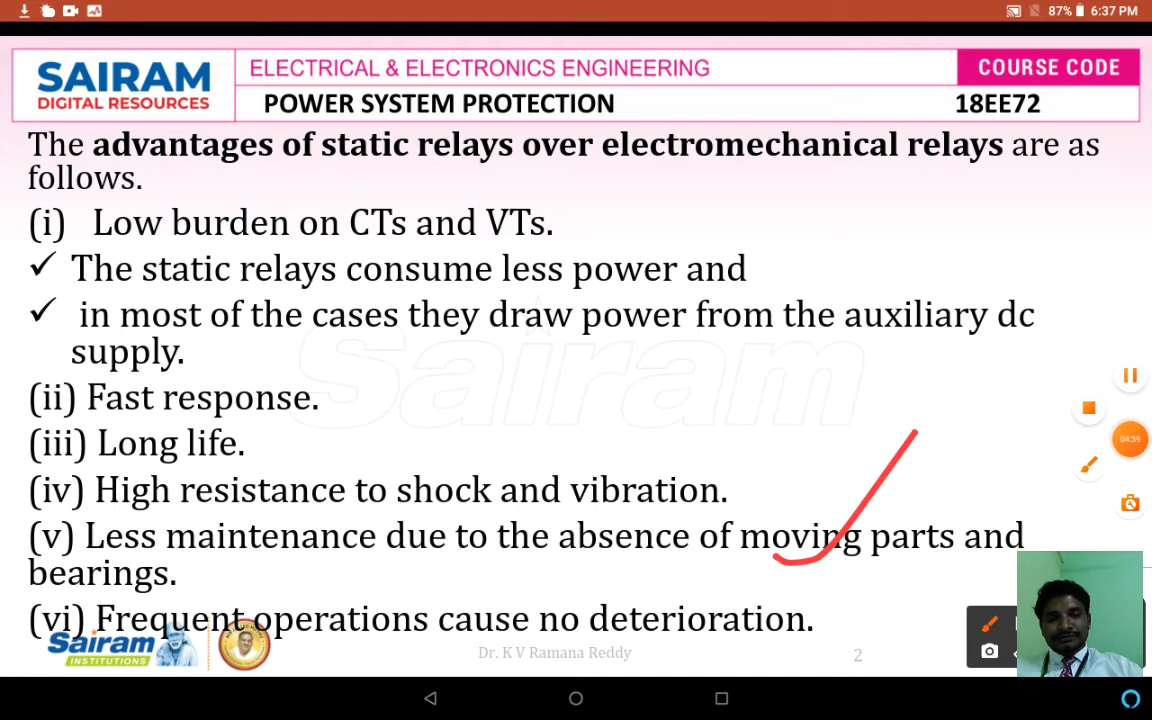 87% 6:37 PM
SAIRAM
DIGITAL RESOURCES
ELECTRICAL & ELECTRONICS ENGINEERING
COURSE CODE
POWER SYSTEM PROTECTION
18EE72
The advantages of static relays over electromechanical relays are as
follows.
(i) Low burden on CTs and VTs.
✓ The static relays consume less power and
✓ in most of the cases they draw power from the auxiliary dc
supply.
(ii) Fast response.
(iii) Long life.
(iv) High resistance to shock and vibration.
(v) Less maintenance due to the absence of moving parts and
bearings.
(vi) Frequent operations cause no deterioration.
Sairam
04:39
Sairam
INSTITUTIONS
Dr. K V Ramana Reddy
2